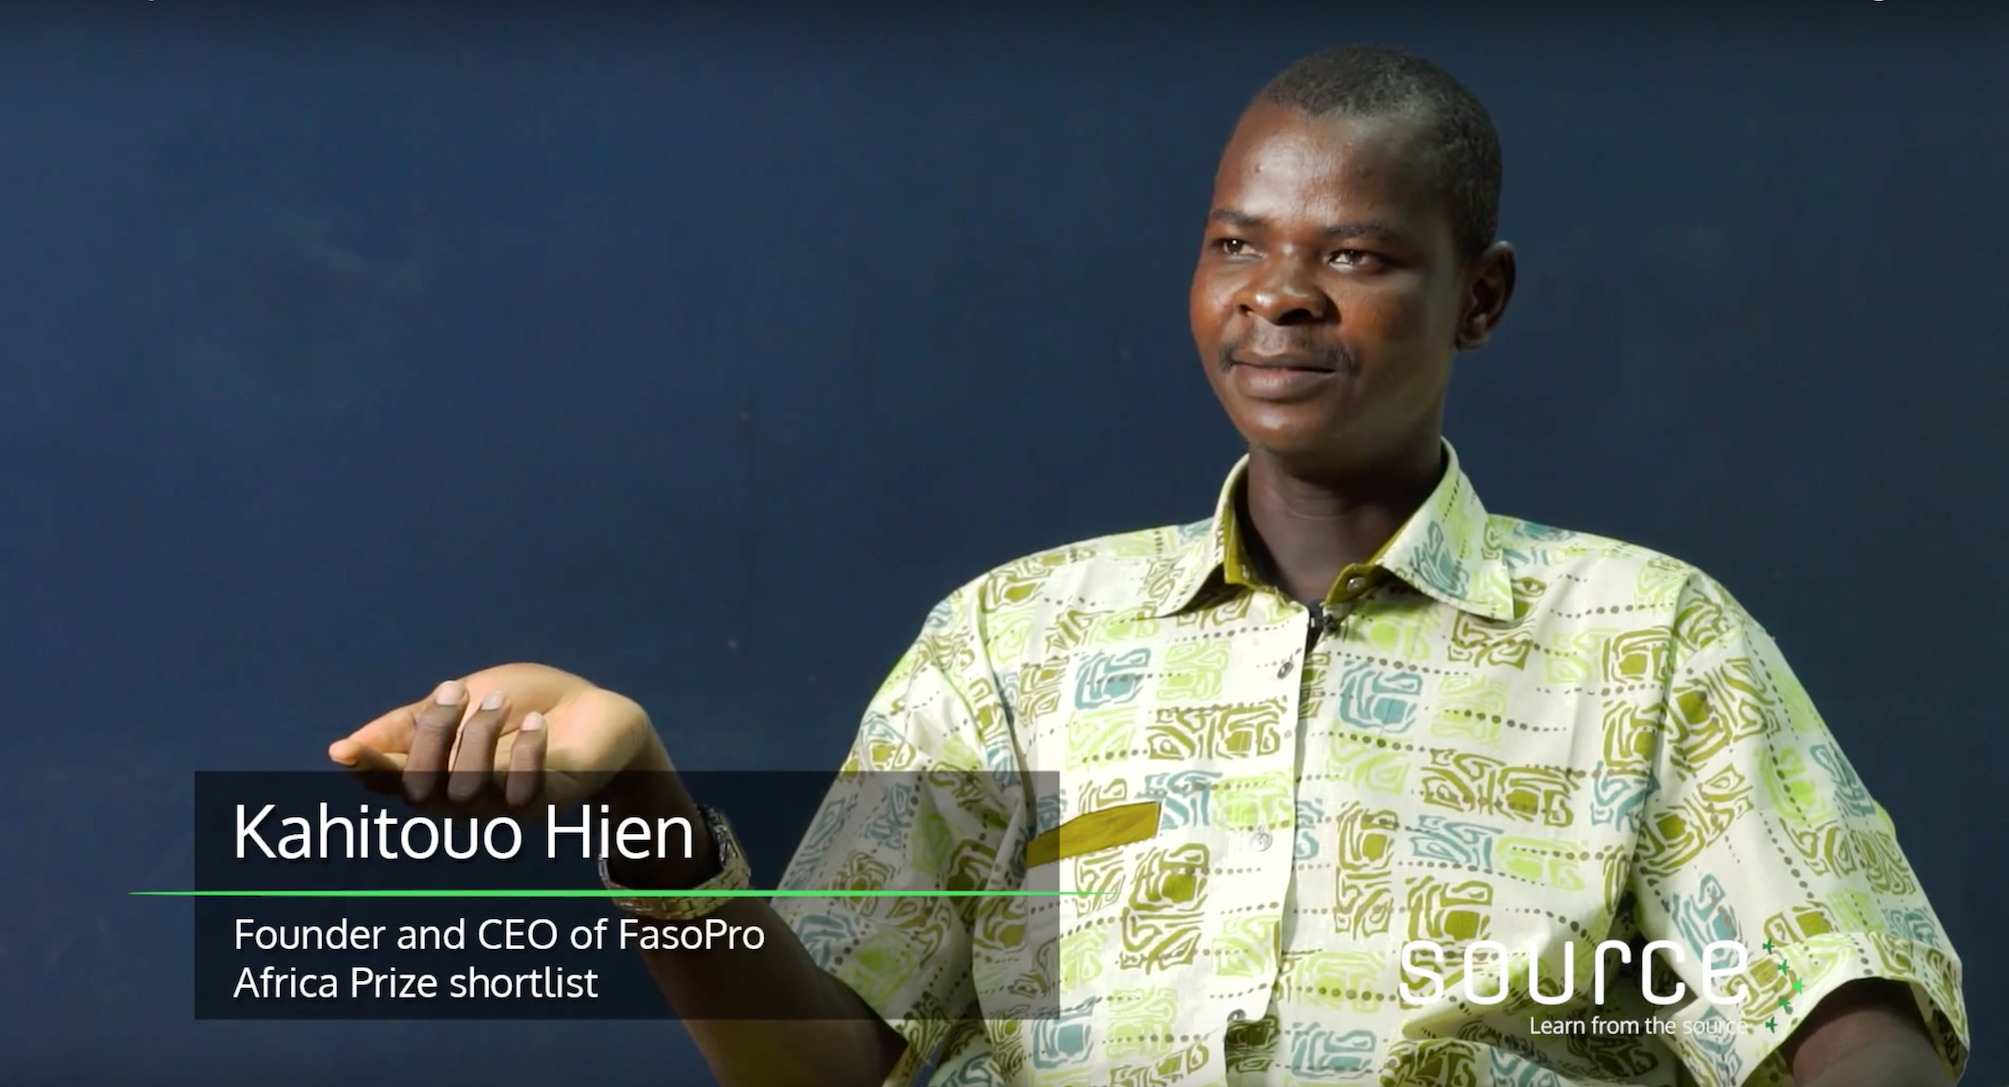 Kahitouo Hien
Founder and CEO of FasoPro
Africa Prize shortlist
source
Learn from the source